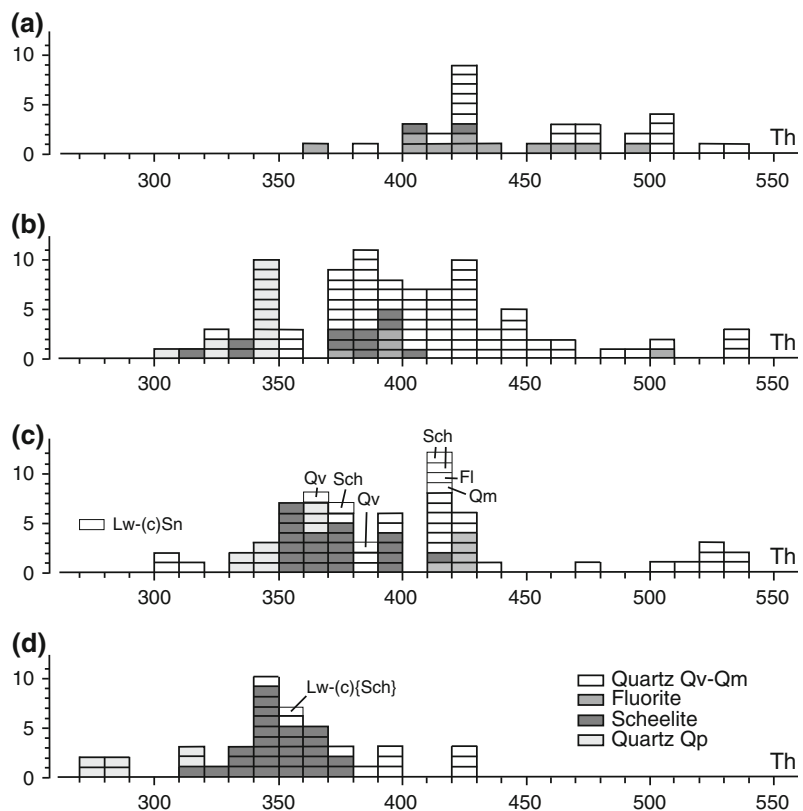 (a)
10
5
0
300 350 400 450 500 550
Th
(b)
10
5
0
300 350 400 450 500 550
Th
(c)
10
5
0
Lw-(c)Sn
Qv
Sch
Qv
Sch
Fl
Qm
300 350 400 450 500 550
Th
(d)
10
5
0
Lw-(c){Sch}
Quartz Qv-Qm
Fluorite
Scheelite
Quartz Qp
300 350 400 450 500 550
Th